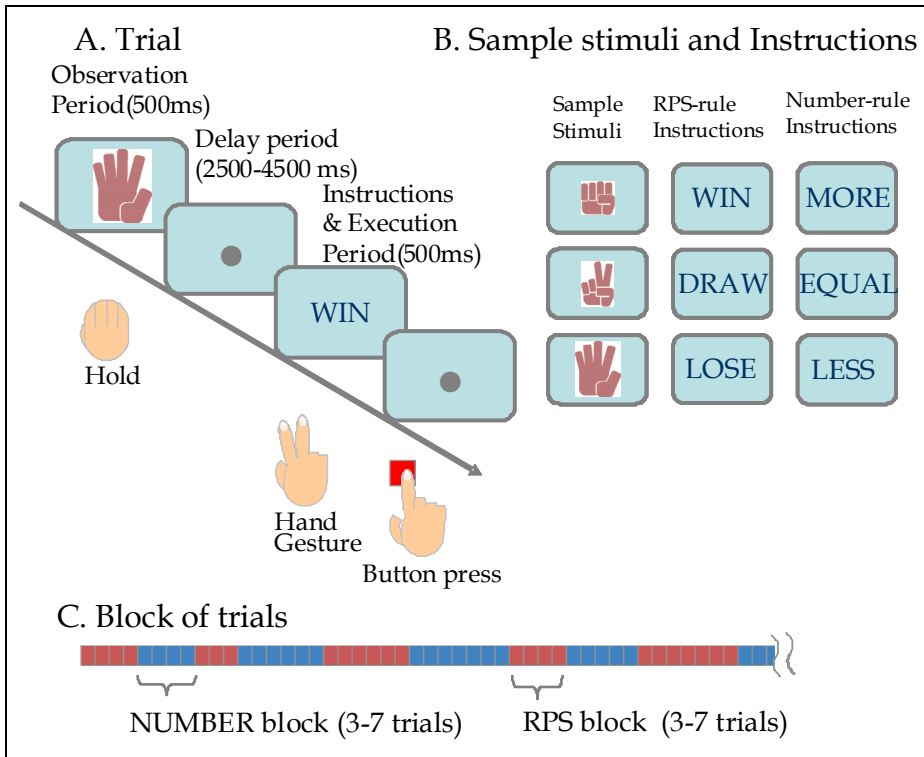 A. Trial
Observation
Period(500ms)
Delay period
(2500-4500 ms)
Instructions
& Execution
Period(500ms)
WIN
Hold
Hand
Gesture
Button press
B. Sample stimuli and Instructions
Sample
Stimuli
RPS-rule
Instructions
Number-rule
Instructions
WIN
MORE
DRAW
EQUAL
LOSE
LESS
C. Block of trials
NUMBER block (3-7 trials)
RPS block (3-7 trials)